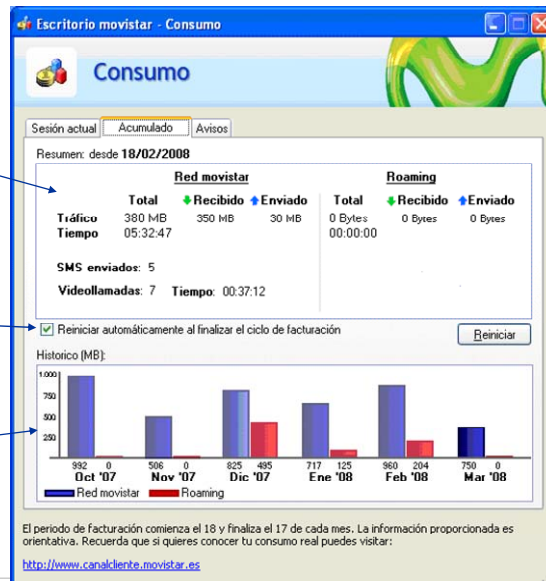 Escritorio movistar - Consumo
Consumo
Sesión actual Acumulado Avisos
Resumen: desde 18/02/2008
Red movistar Roaming
Total Recibido Enviado Total Recibido Enviado
Tráfico 380 MB 350 MB 30 MB 0 Bytes 0 Bytes 0 Bytes
Tiempo 05:32:47 00:00:00
SMS enviados: 5
Videollamadas: 7 Tiempo: 00:37:12
Reiniciar automáticamente al finalizar el ciclo de facturación Reiniciar
Historico (MB):
1.000
750
500
250
992 0 506 0 825 495 717 125 960 204 750 0
Oct '07 Nov '07 Dic '07 Ene '08 Feb '08 Mar '08
Red movistar Roaming
El periodo de facturación comienza el 18 y finaliza el 17 de cada mes. La información proporcionada es
orientativa. Recuerda que si quieres conocer tu consumo real puedes visitar:
http://www.canalcliente.movistar.es